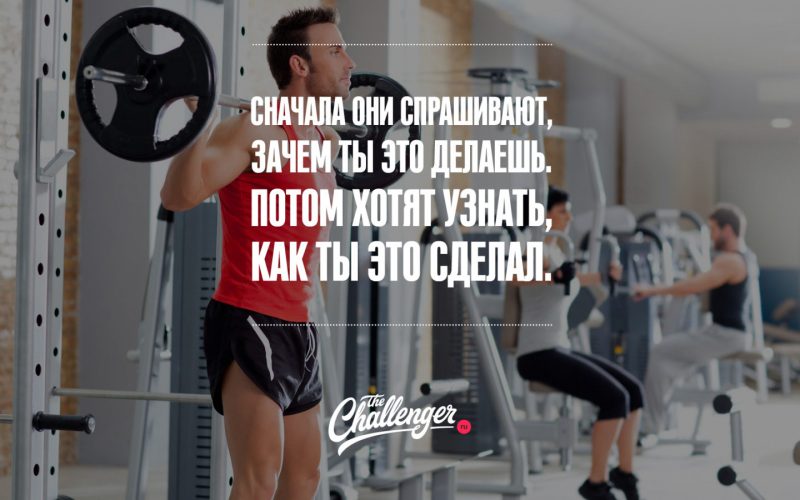 СНАЧАЛА ОНИ СПРАШИВАЮТ,
ЗАЧЕМ ТЫ ЭТО ДЕЛАЕШЬ.
ПОТОМ ХОТЯТ УЗНАТЬ,
КАК ТЫ ЭТО СДЕЛАЛ.
The
Challenger
ru